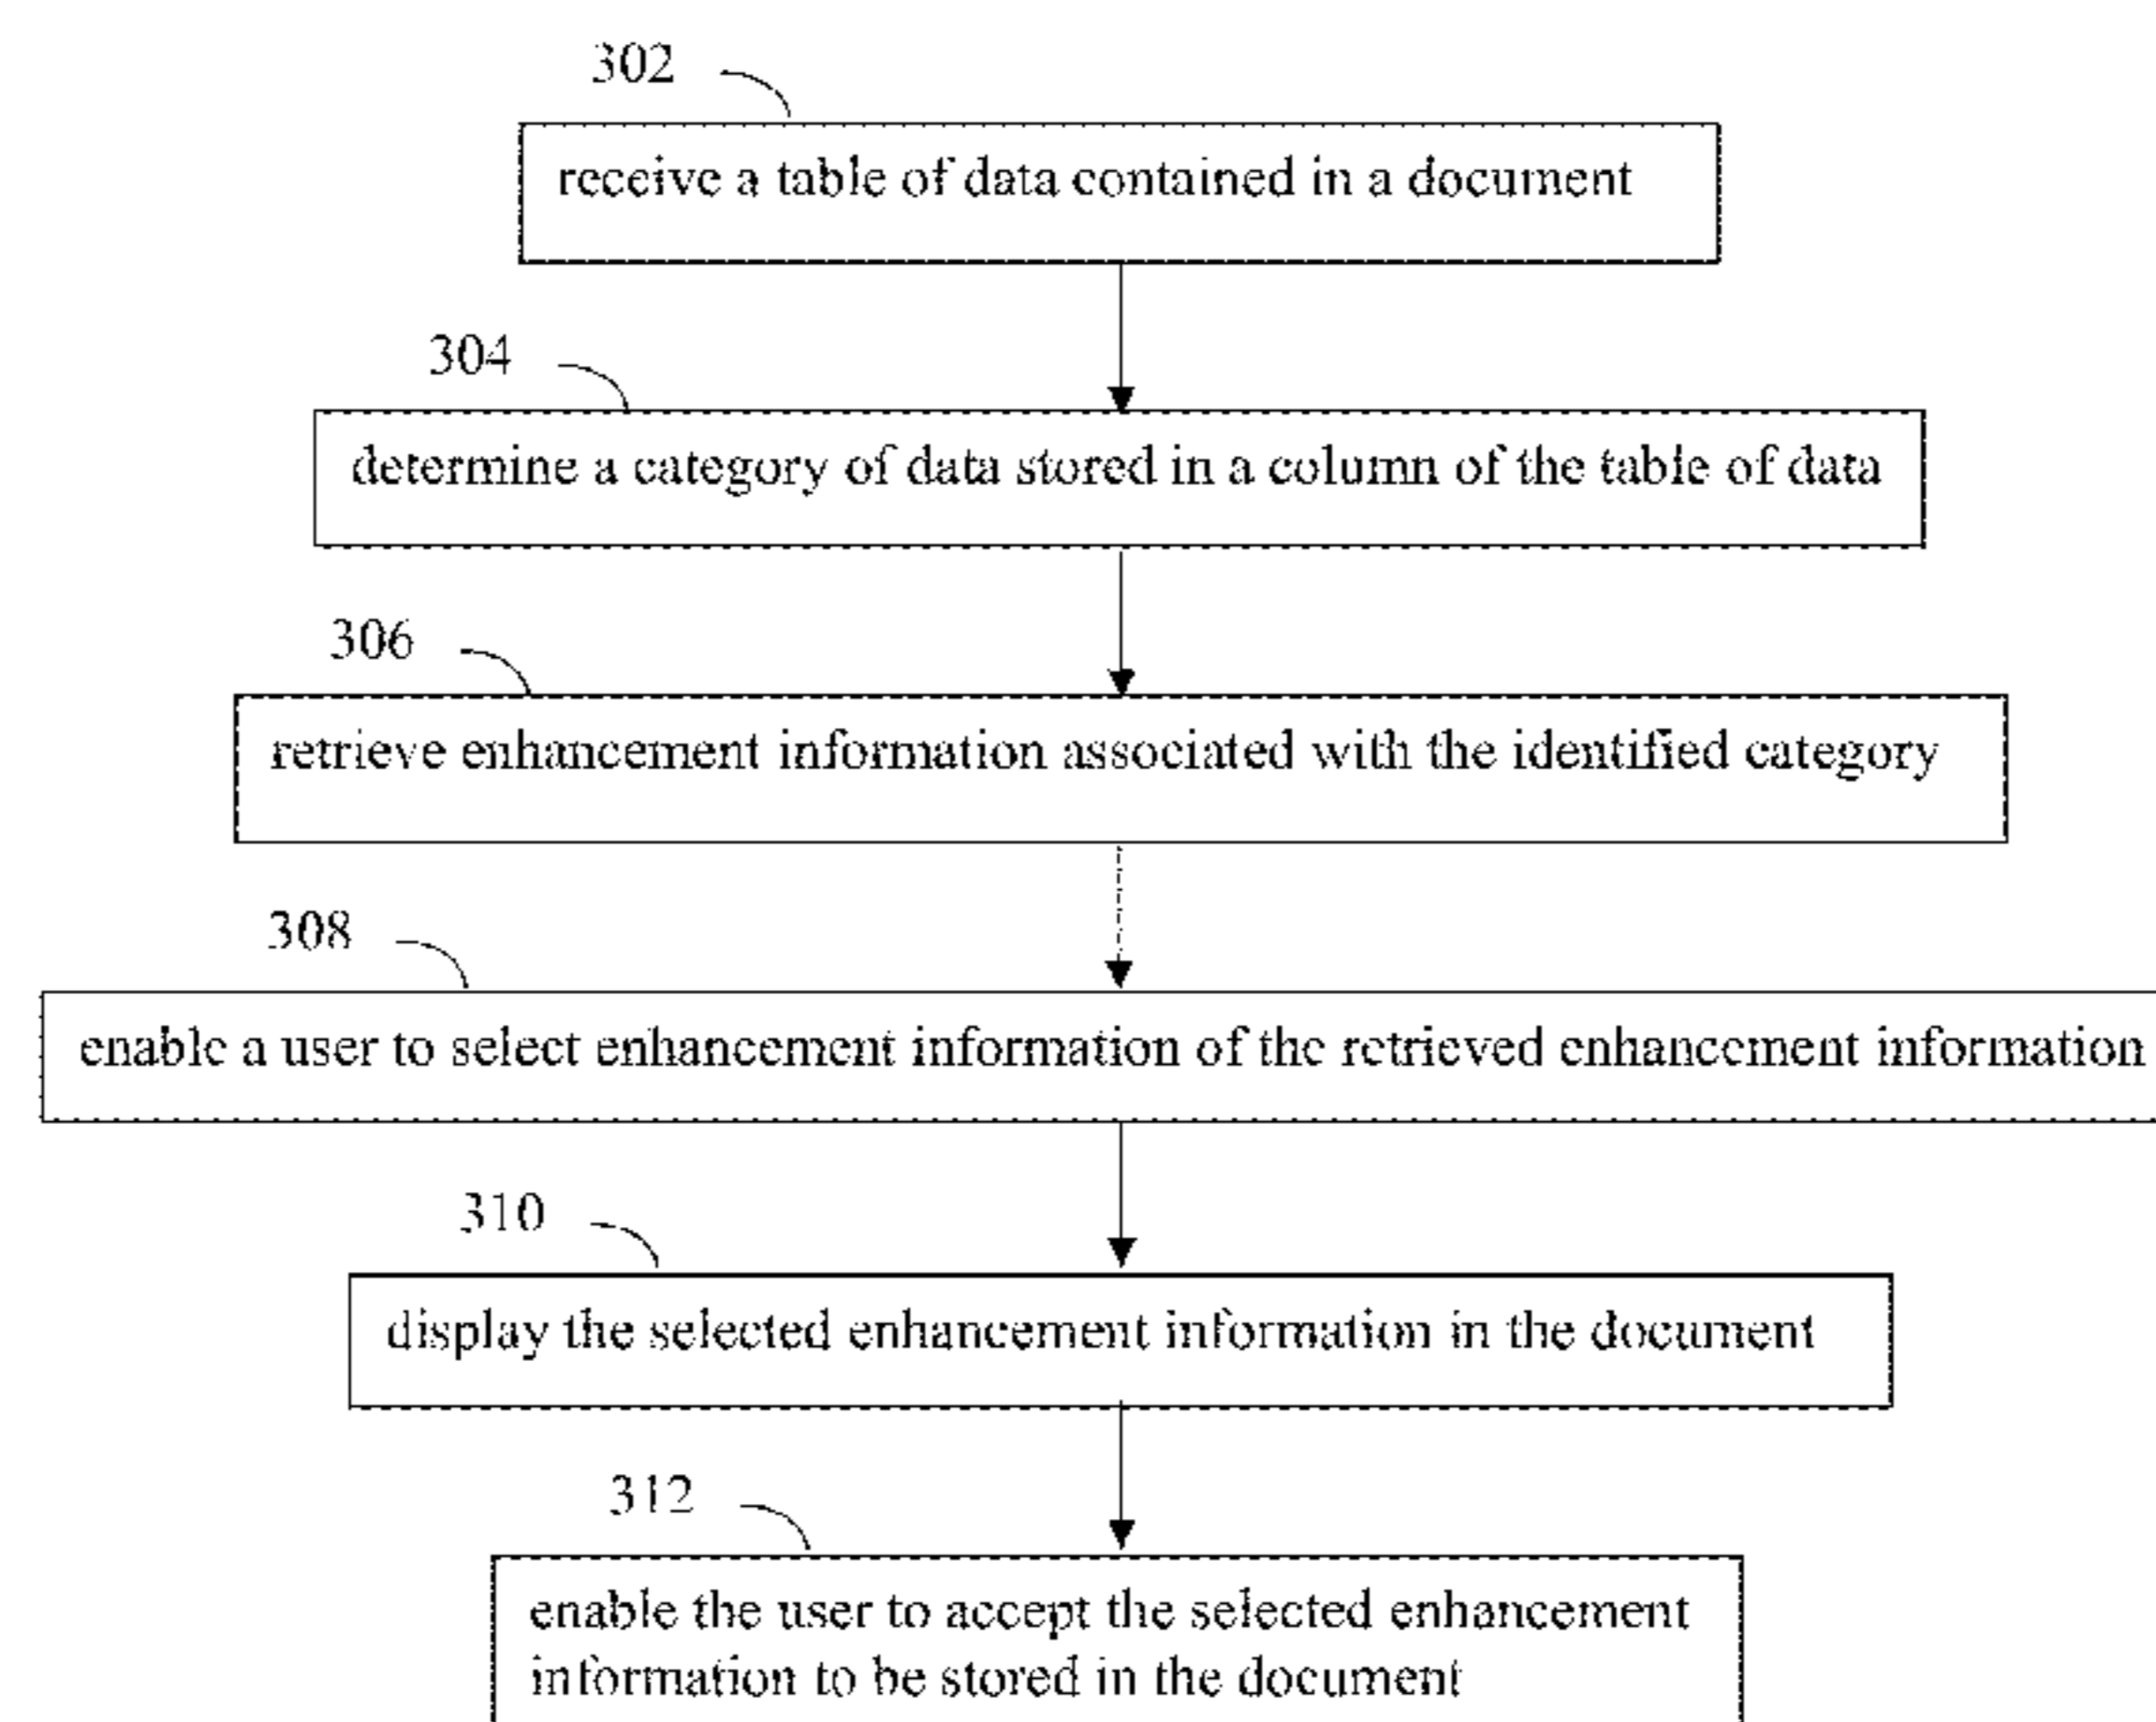 302
receive a table of data contained in a document
304
determine a category of data stored in a column of the table of data
306
retrieve enhancement information associated with the identified category
308
enable a user to select enhancement information of the retrieved enhancement information
310
display the selected enhancement information in the document
312
enable the user to accept the selected enhancement
information to be stored in the document